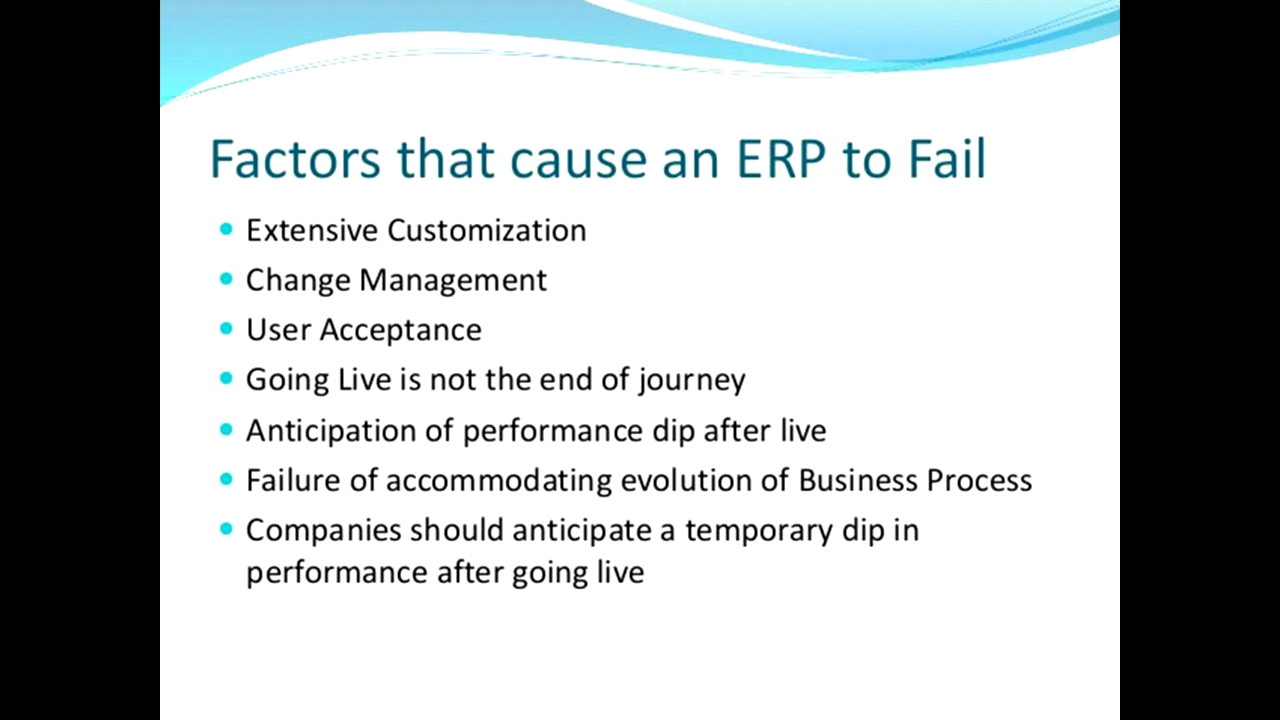 Factors that cause an ERP to Fail
Extensive Customization
Change Management
User Acceptance
Going Live is not the end of journey
Anticipation of performance dip after live
Failure of accommodating evolution of Business Process
Companies should anticipate a temporary dip in
performance after going live